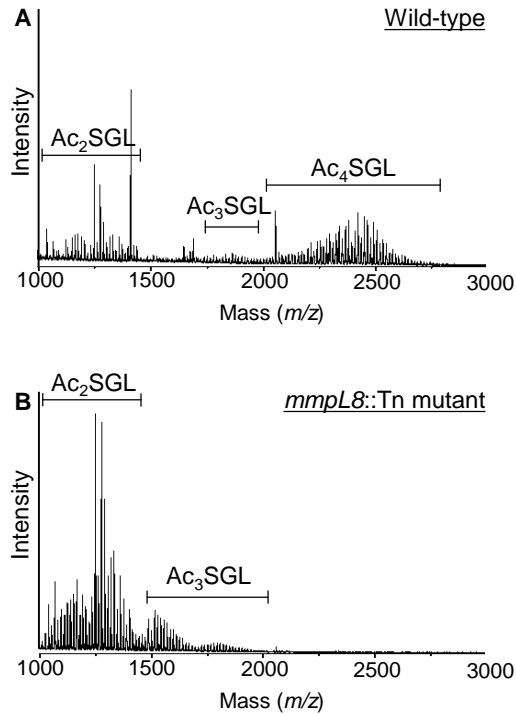 A
Wild-type
Intensity
Ac₂SGL
Ac₃SGL
Ac₄SGL
1000 1500 2000 2500 3000
Mass (m/z)
B
mmpL8::Tn mutant
Intensity
Ac₂SGL
Ac₃SGL
1000 1500 2000 2500 3000
Mass (m/z)